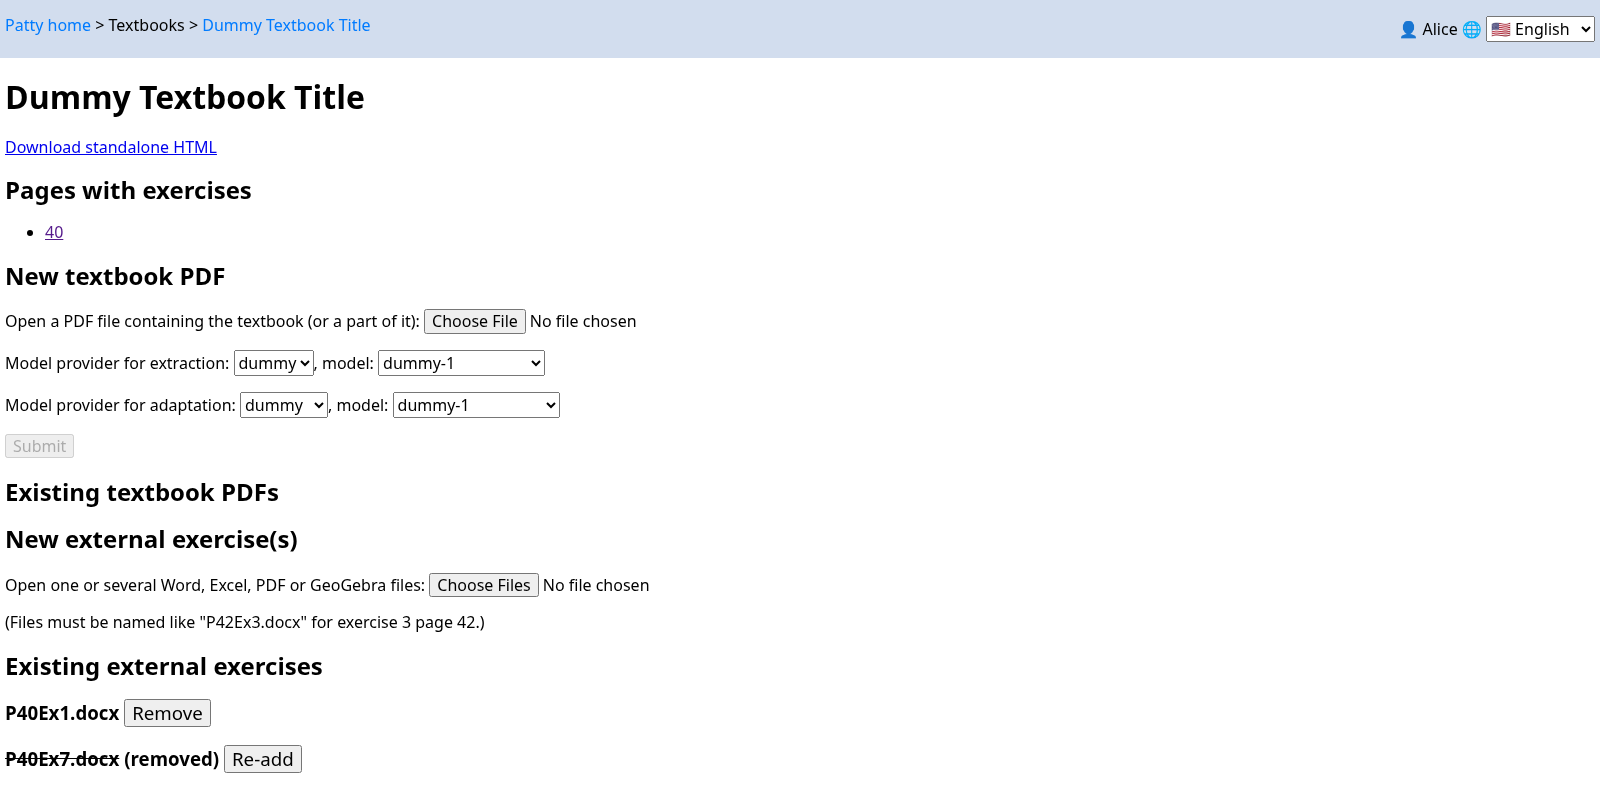 Patty home > Textbooks > Dummy Textbook Title
👤 Alice 🌐 🇺🇸 English
Dummy Textbook Title
Download standalone HTML
Pages with exercises
• 40
New textbook PDF
Open a PDF file containing the textbook (or a part of it): Choose File No file chosen
Model provider for extraction: dummy, model: dummy-1
Model provider for adaptation: dummy, model: dummy-1
Submit
Existing textbook PDFs
New external exercise(s)
Open one or several Word, Excel, PDF or GeoGebra files: Choose Files No file chosen
(Files must be named like "P42Ex3.docx" for exercise 3 page 42.)
Existing external exercises
P40Ex1.docx Remove
P40Ex7.docx (removed) Re-add